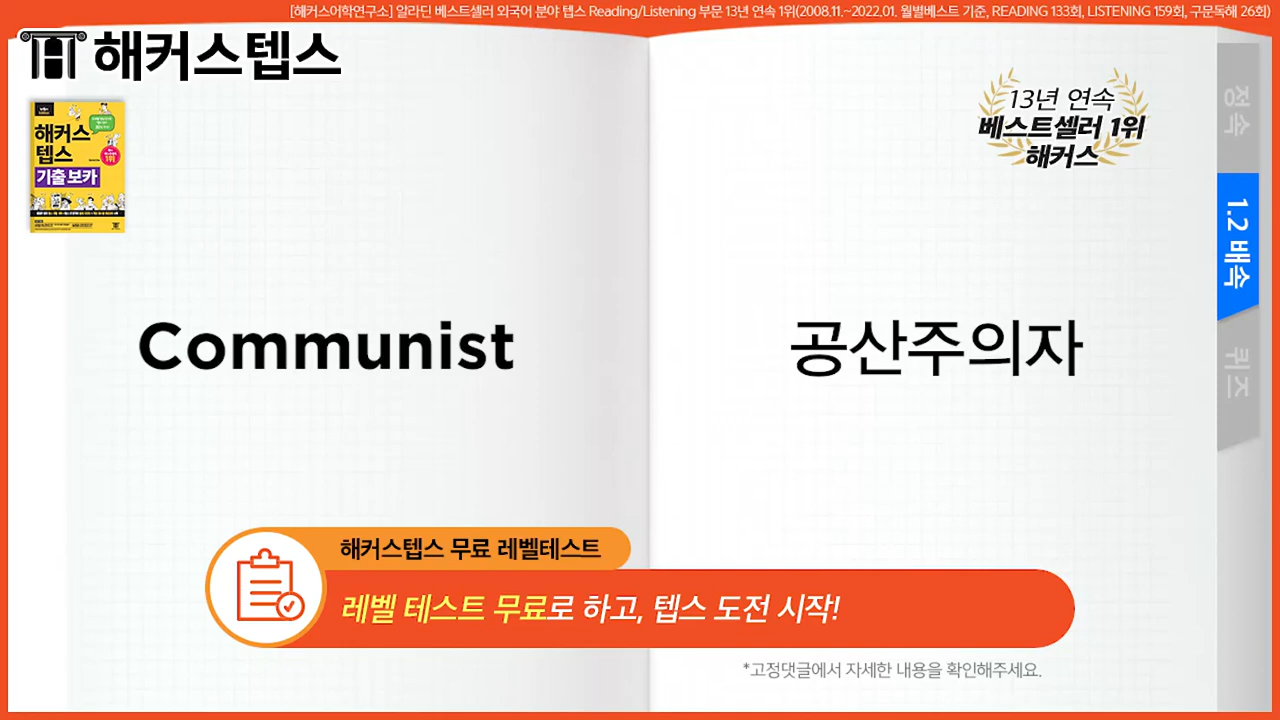 [해커스어학연구소] 알라딘 베스트셀러 외국어 분야 텝스 Reading/Listening 부문 13년 연속 1위(2008.11.~2022.01. 월별베스트 기준, READING 133회, LISTENING 159회, 구문독해 26회)
해커스텝스
해커스
텝스
기출 보카
1위
13년 연속
베스트셀러 1위
해커스
정속
1.2 배속
퀴즈
Communist
공산주의자
해커스텝스 무료 레벨테스트
레벨 테스트 무료로 하고, 텝스 도전 시작!
*고정댓글에서 자세한 내용을 확인해주세요.